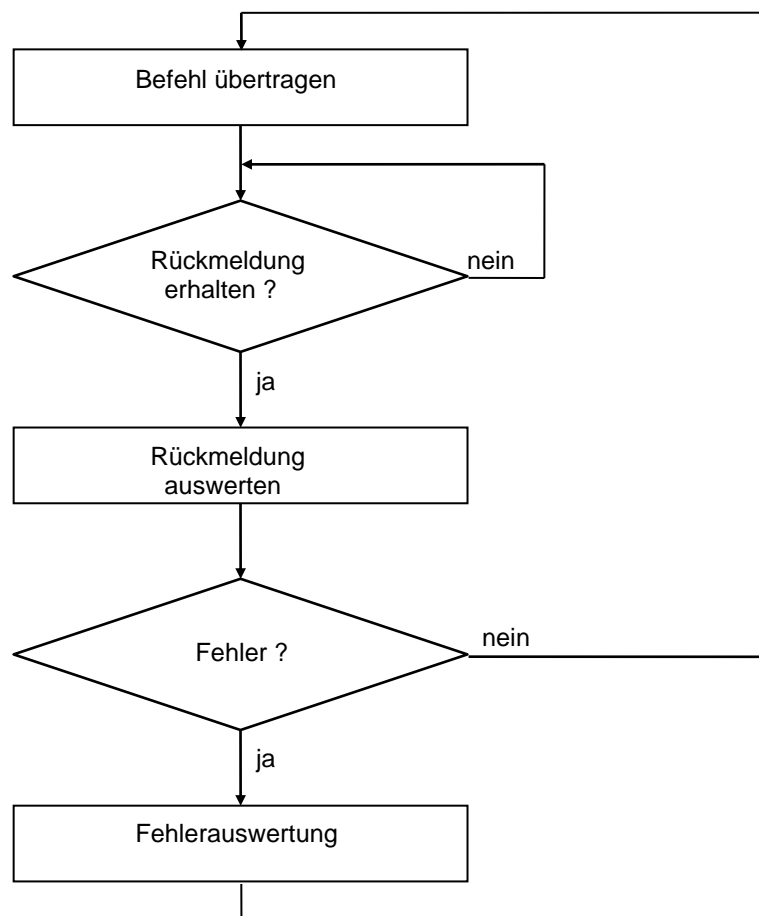 Befehl übertragen
Rückmeldung
erhalten ?
nein
ja
Rückmeldung
auswerten
Fehler ?
nein
ja
Fehlerauswertung